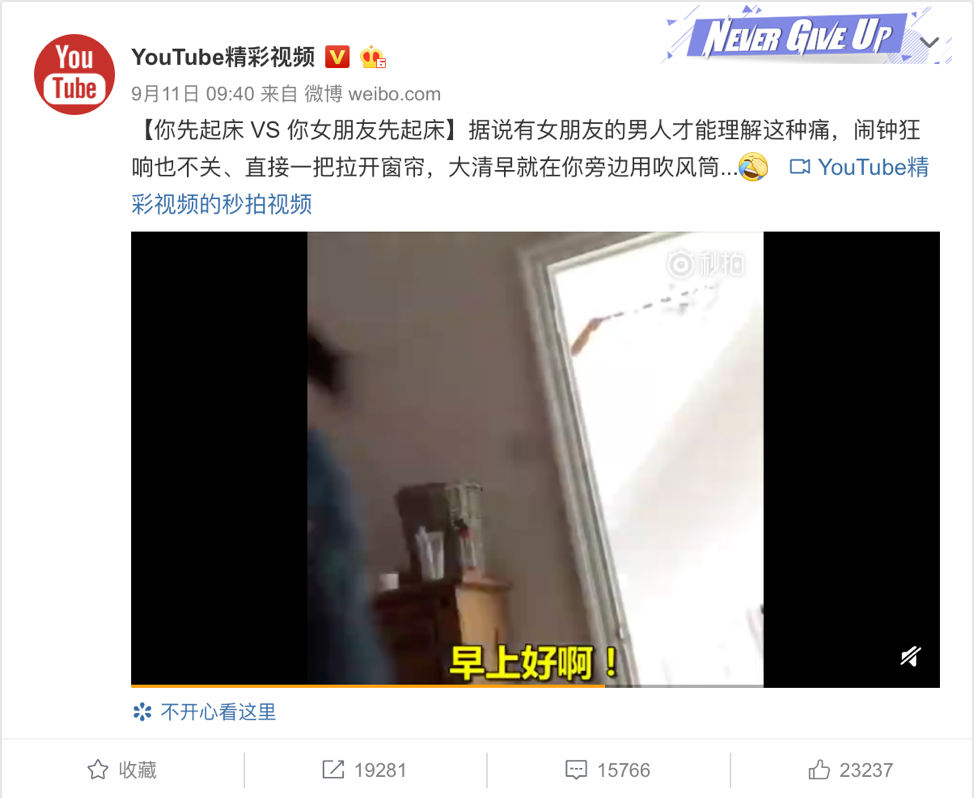 You
Tube
YouTube精彩视频 V
NEVER GIVE UP
9月11日 09:40 来自 微博 weibo.com
【你先起床 VS 你女朋友先起床】据说有女朋友的男人才能理解这种痛，闹钟狂
响也不关、直接一把拉开窗帘，大清早就在你旁边用吹风筒... YouTube精
彩视频的秒拍视频
秒拍
早上好啊！
不开心看这里
收藏
19281
15766
23237